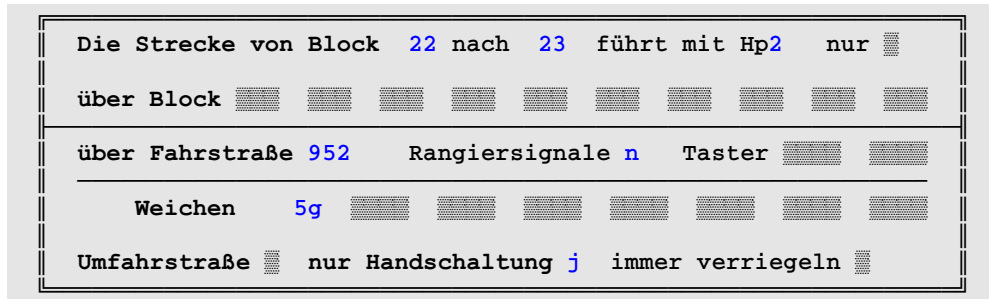 Die Strecke von Block 22 nach 23 führt mit Hp2 nur
über Block
über Fahrstraße 952 Rangiersignale n Taster
Weichen 5g
Umfahrstraße nur Handschaltung j immer verriegeln